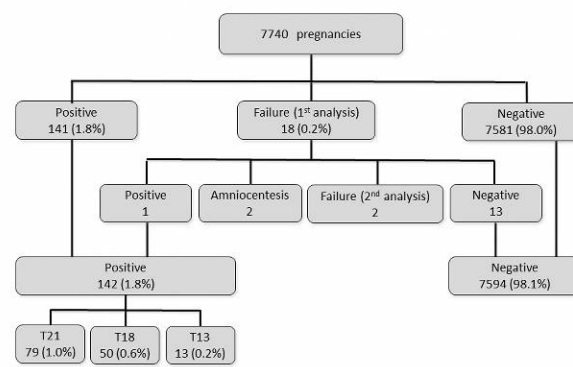 7740 pregnancies
Positive
141 (1.8%)
Failure (1st analysis)
18 (0.2%)
Negative
7581 (98.0%)
Positive
1
Amniocentesis
2
Failure (2nd analysis)
2
Negative
13
Positive
142 (1.8%)
Negative
7594 (98.1%)
T21
79 (1.0%)
T18
50 (0.6%)
T13
13 (0.2%)